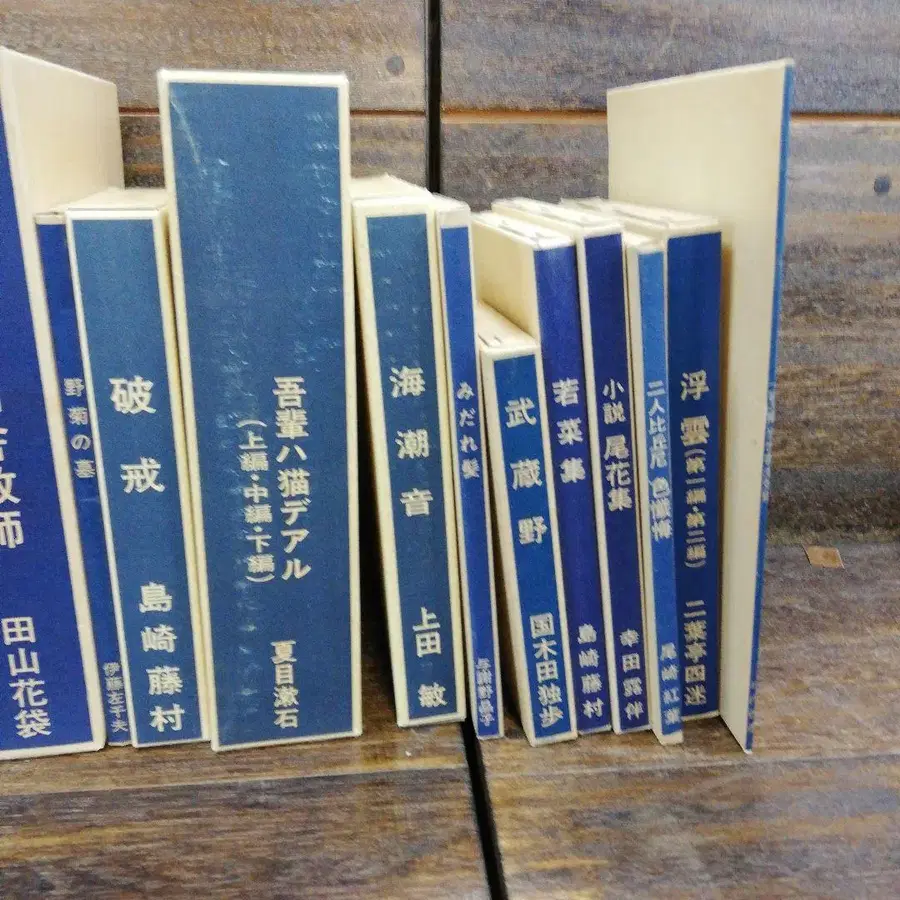 教師
田山花袋
野菊の墓
伊藤左千夫
破戒
島崎藤村
吾輩ハ猫デアル
(上編・中編・下編)
夏目漱石
海潮音
上田 敏
みだれ髪
与謝野晶子
武蔵野
国木田独歩
若菜集
島崎藤村
小説 尾花集
幸田露伴
二人比丘尼 色懺悔
尾崎紅葉
浮雲(第一編・第二編)
二葉亭四迷